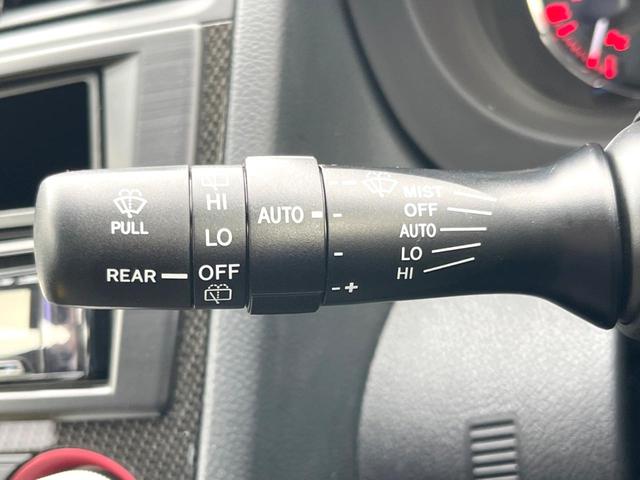 PULL
REAR
HI
LO
OFF
AUTO
- +
MIST
OFF
AUTO
LO
HI